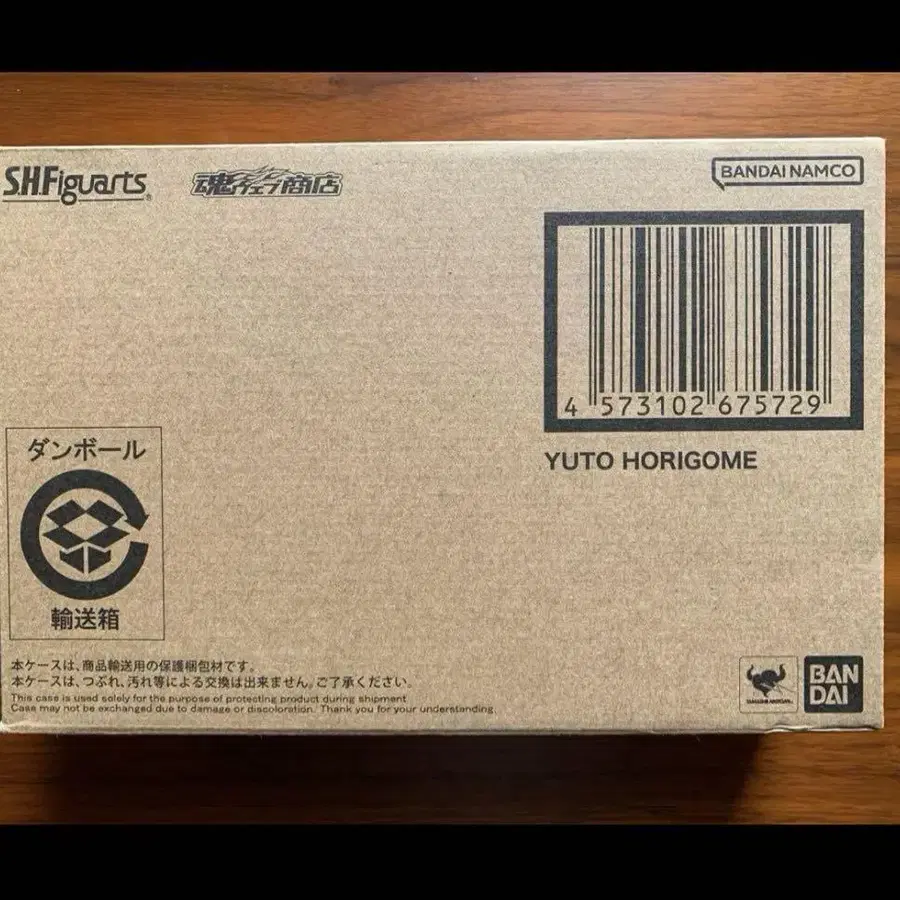 S.H.Figuarts
魂ウェブ商店
BANDAI NAMCO
4 573102 675729
YUTO HORIGOME
ダンボール
輸送箱
本ケースは、商品輸送用の保護梱包材です。
本ケースは、つぶれ、汚れ等による交換は出来ません。ご了承ください。
This case is used solely for the purpose of protecting product during shipment
Case may not be exchanged due to damage or discoloration. Thank you for your understanding.
BAN
DAI